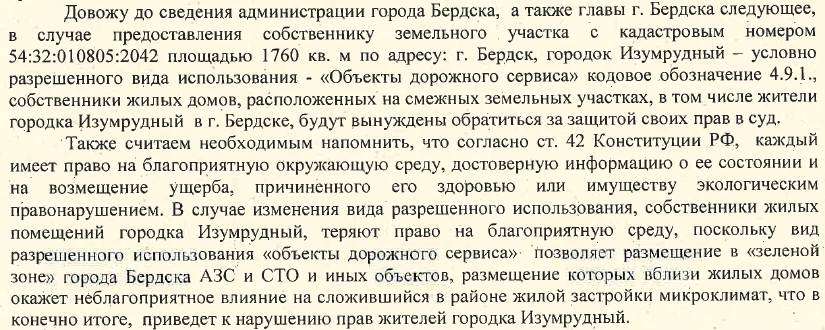 Довожу до сведения администрации города Бердска, а также главы г. Бердска следующее,
в случае предоставления собственнику земельного участка с кадастровым номером
54:32:010805:2042 площадью 1760 кв. м по адресу: г. Бердск, городок Изумрудный – условно
разрешенного вида использования - «Объекты дорожного сервиса» кодовое обозначение 4.9.1.,
собственники жилых домов, расположенных на смежных земельных участках, в том числе жители
городка Изумрудный в г. Бердске, будут вынуждены обратиться за защитой своих прав в суд.
Также считаем необходимым напомнить, что согласно ст. 42 Конституции РФ, каждый
имеет право на благоприятную окружающую среду, достоверную информацию о ее состоянии и
на возмещение ущерба, причиненного его здоровью или имуществу экологическим
правонарушением. В случае изменения вида разрешенного использования, собственники жилых
помещений городка Изумрудный, теряют право на благоприятную среду, поскольку вид
разрешенного использования «объекты дорожного сервиса» позволяет размещение в «зеленой
зоне» города Бердска АЗС и СТО и иных объектов, размещение которых вблизи жилых домов
окажет неблагоприятное влияние на сложившийся в районе жилой застройки микроклимат, что в
конечно итоге, приведет к нарушению прав жителей городка Изумрудный.